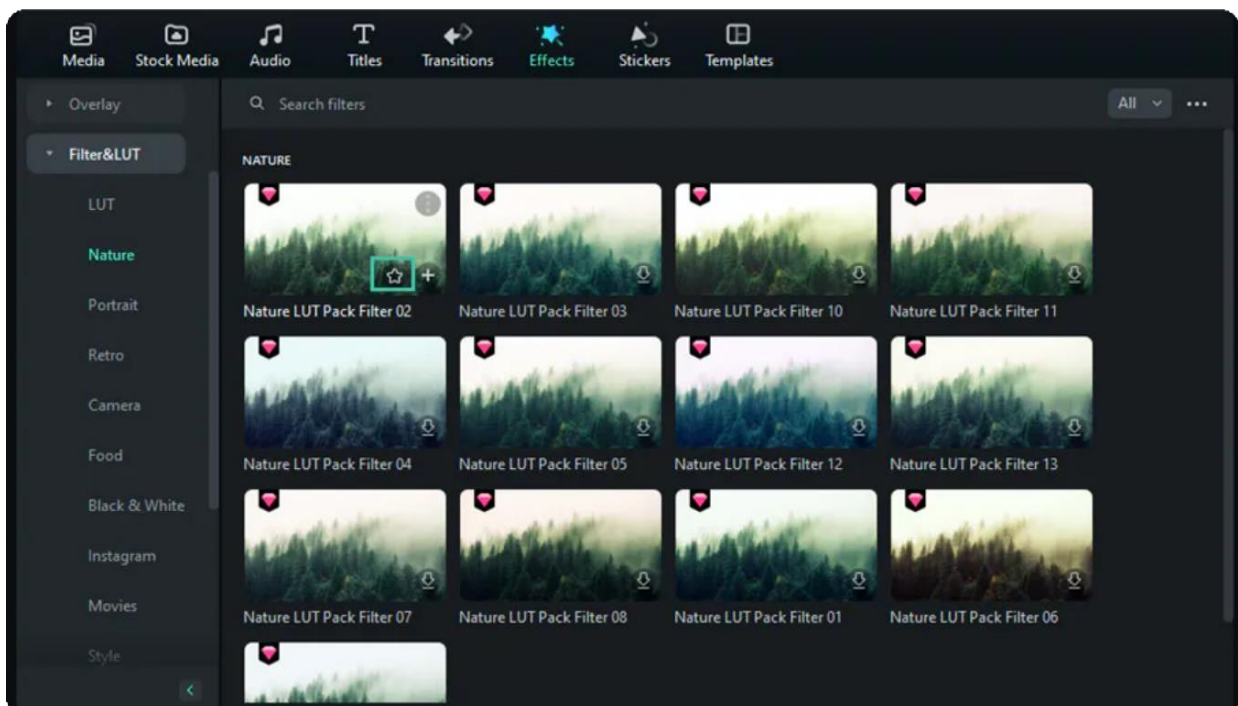 Media Stock Media Audio Titles Transitions Effects Stickers Templates
Overlay
Search filters
All
Filter&LUT
NATURE
LUT
Nature
Portrait
Retro
Camera
Food
Black & White
Instagram
Movies
Style
Nature LUT Pack Filter 02 Nature LUT Pack Filter 03 Nature LUT Pack Filter 10 Nature LUT Pack Filter 11
Nature LUT Pack Filter 04 Nature LUT Pack Filter 05 Nature LUT Pack Filter 12 Nature LUT Pack Filter 13
Nature LUT Pack Filter 07 Nature LUT Pack Filter 08 Nature LUT Pack Filter 01 Nature LUT Pack Filter 06